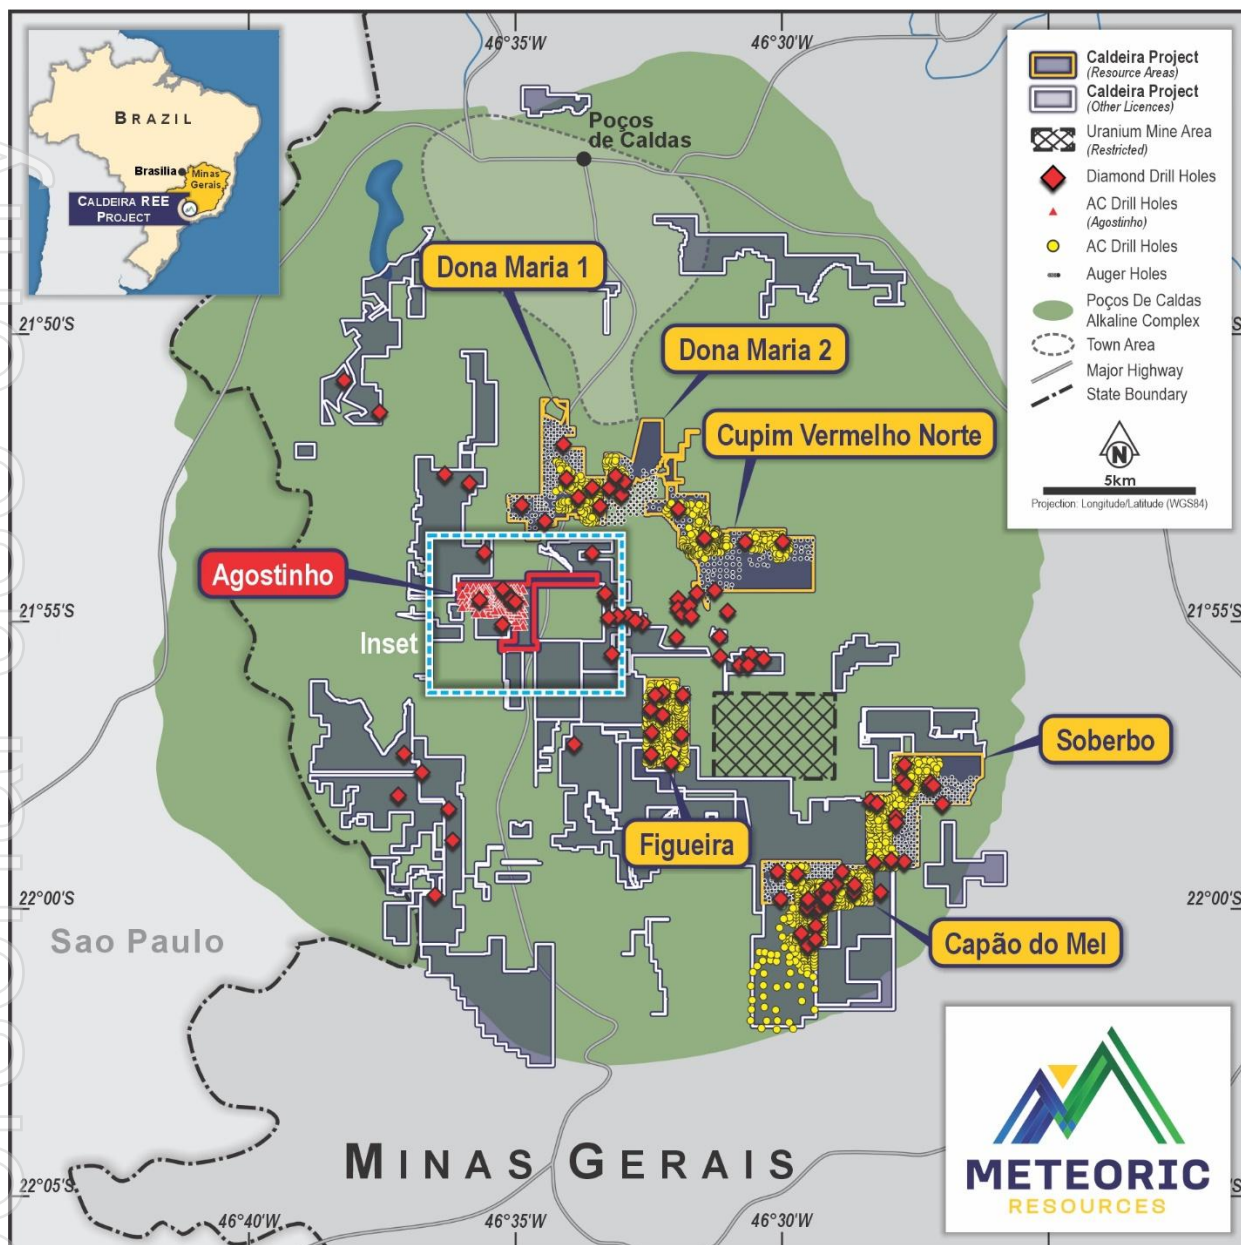 46°35'W
46°30'W
BRAZIL
Brasilia
Minas
Gerais
CALDEIRA REE
PROJECT
Poços
de Caldas
Caldeira Project
(Resource Areas)
Caldeira Project
(Other Licences)
Uranium Mine Area
(Restricted)
Diamond Drill Holes
AC Drill Holes
(Agostinho)
AC Drill Holes
Auger Holes
Poços De Caldas
Alkaline Complex
Town Area
Major Highway
State Boundary
N
5km
Projection: Longitude/Latitude (WGS84)
Dona Maria 1
21°50'S
Dona Maria 2
Cupim Vermelho Norte
Agostinho
21°55'S
21°55'S
Inset
Soberbo
Figueira
22°00'S
22°00'S
Sao Paulo
Capão do Mel
MINAS GERAIS
22°05'S
46°40'W
46°35'W
46°30'W
METEORIC
RESOURCES